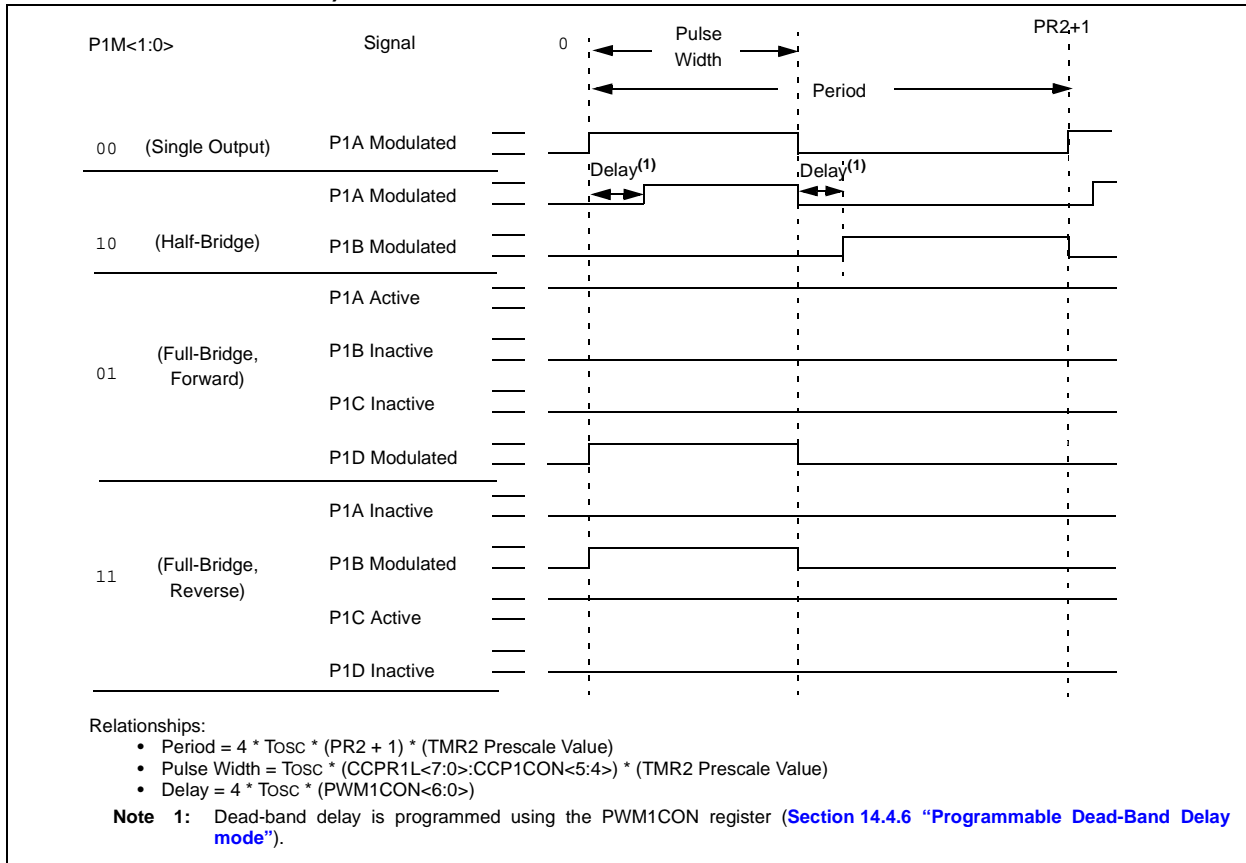 P1M<1:0>
Signal
0
Pulse
Width
PR2+1
Period
00
(Single Output)
P1A Modulated
Delay(1)
Delay(1)
P1A Modulated
10
(Half-Bridge)
P1B Modulated
P1A Active
01
(Full-Bridge,
Forward)
P1B Inactive
P1C Inactive
P1D Modulated
P1A Inactive
11
(Full-Bridge,
Reverse)
P1B Modulated
P1C Active
P1D Inactive
Relationships:
• Period = 4 * TOSC * (PR2 + 1) * (TMR2 Prescale Value)
• Pulse Width = TOSC * (CCPR1L<7:0>:CCP1CON<5:4>) * (TMR2 Prescale Value)
• Delay = 4 * TOSC * (PWM1CON<6:0>)
Note 1: Dead-band delay is programmed using the PWM1CON register (Section 14.4.6 “Programmable Dead-Band Delay
mode”).